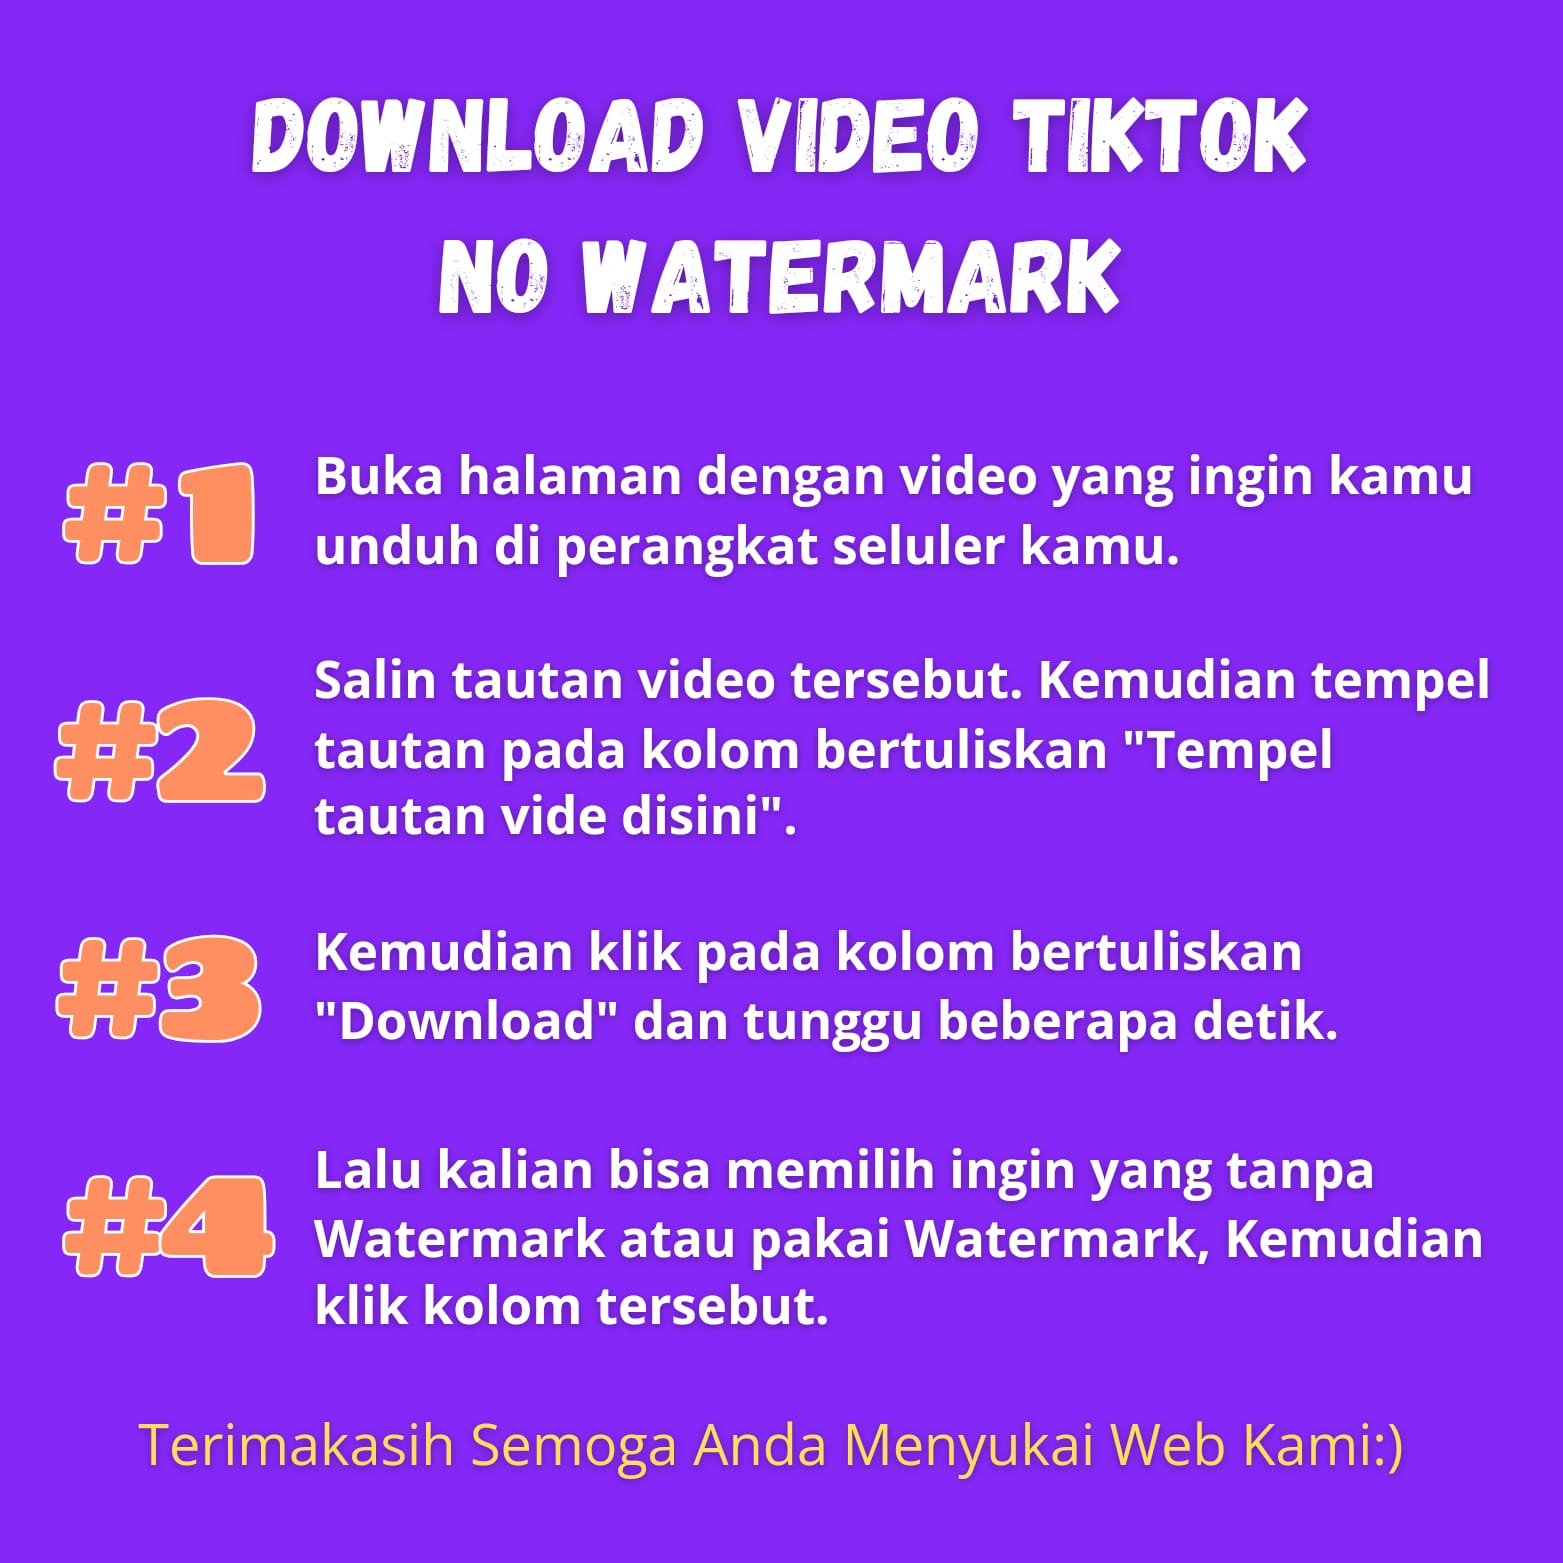 DOWNLOAD VIDEO TIKTOK
NO WATERMARK
#1
Buka halaman dengan video yang ingin kamu
unduh di perangkat seluler kamu.
#2
Salin tautan video tersebut. Kemudian tempel
tautan pada kolom bertuliskan "Tempel
tautan vide disini".
#3
Kemudian klik pada kolom bertuliskan
"Download" dan tunggu beberapa detik.
#4
Lalu kalian bisa memilih ingin yang tanpa
Watermark atau pakai Watermark, Kemudian
klik kolom tersebut.
Terimakasih Semoga Anda Menyukai Web Kami:)